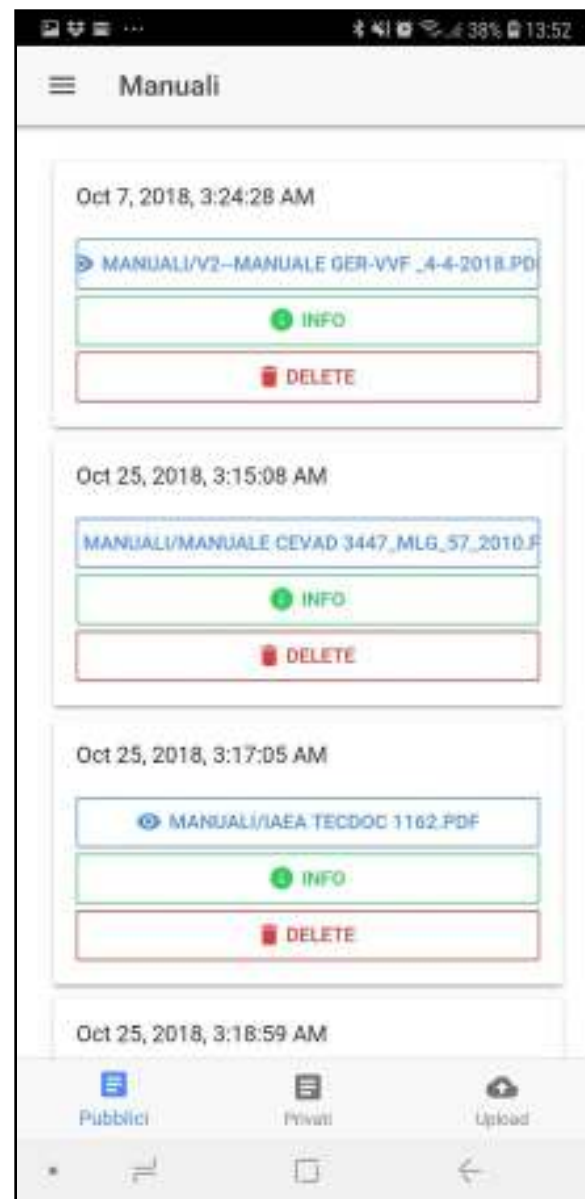 38% 13:52
Manuali
Oct 7, 2018, 3:24:28 AM
MANUALI/V2--MANUALE GER-VVF _4-4-2018.PD
INFO
DELETE
Oct 25, 2018, 3:15:08 AM
MANUALI/MANUALE CEVAD 3447_MLG_57_2010.P
INFO
DELETE
Oct 25, 2018, 3:17:05 AM
MANUALI/IAEA TECDOC 1162.PDF
INFO
DELETE
Oct 25, 2018, 3:18:59 AM
Pubblici Privati Upload